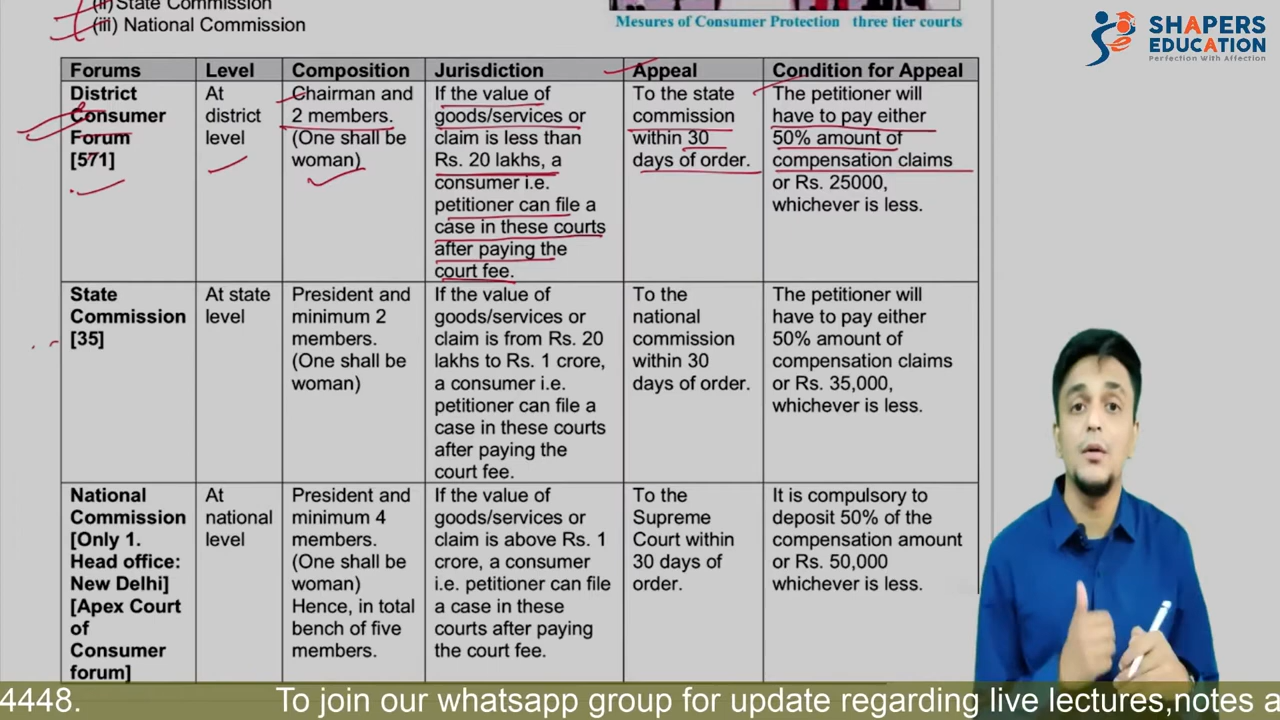 (ii)State Commission
(iii) National Commission
Mesures of Consumer Protection three tier courts
SHAPERS
EDUCATION
Perfection With Affection
Forums
Level
Composition
Jurisdiction
Appeal
Condition for Appeal
District
Consumer
Forum
[571]
At
district
level
Chairman and
2 members.
(One shall be
woman)
If the value of
goods/services or
claim is less than
Rs. 20 lakhs, a
consumer i.e.
petitioner can file a
case in these courts
after paying the
court fee.
To the state
commission
within 30
days of order.
The petitioner will
have to pay either
50% amount of
compensation claims
or Rs. 25000,
whichever is less.
State
Commission
[35]
At state
level
President and
minimum 2
members.
(One shall be
woman)
If the value of
goods/services or
claim is from Rs. 20
lakhs to Rs. 1 crore,
a consumer i.e.
petitioner can file a
case in these courts
after paying the
court fee.
To the
national
commission
within 30
days of order.
The petitioner will
have to pay either
50% amount of
compensation claims
or Rs. 35,000,
whichever is less.
National
Commission
[Only 1.
Head office:
New Delhi]
[Apex Court
of
Consumer
forum]
At
national
level
President and
minimum 4
members.
(One shall be
woman)
Hence, in total
bench of five
members.
If the value of
goods/services or
claim is above Rs. 1
crore, a consumer
i.e. petitioner can file
a case in these
courts after paying
the court fee.
To the
Supreme
Court within
30 days of
order.
It is compulsory to
deposit 50% of the
compensation amount
or Rs. 50,000
whichever is less.
4448. To join our whatsapp group for update regarding live lectures,notes a